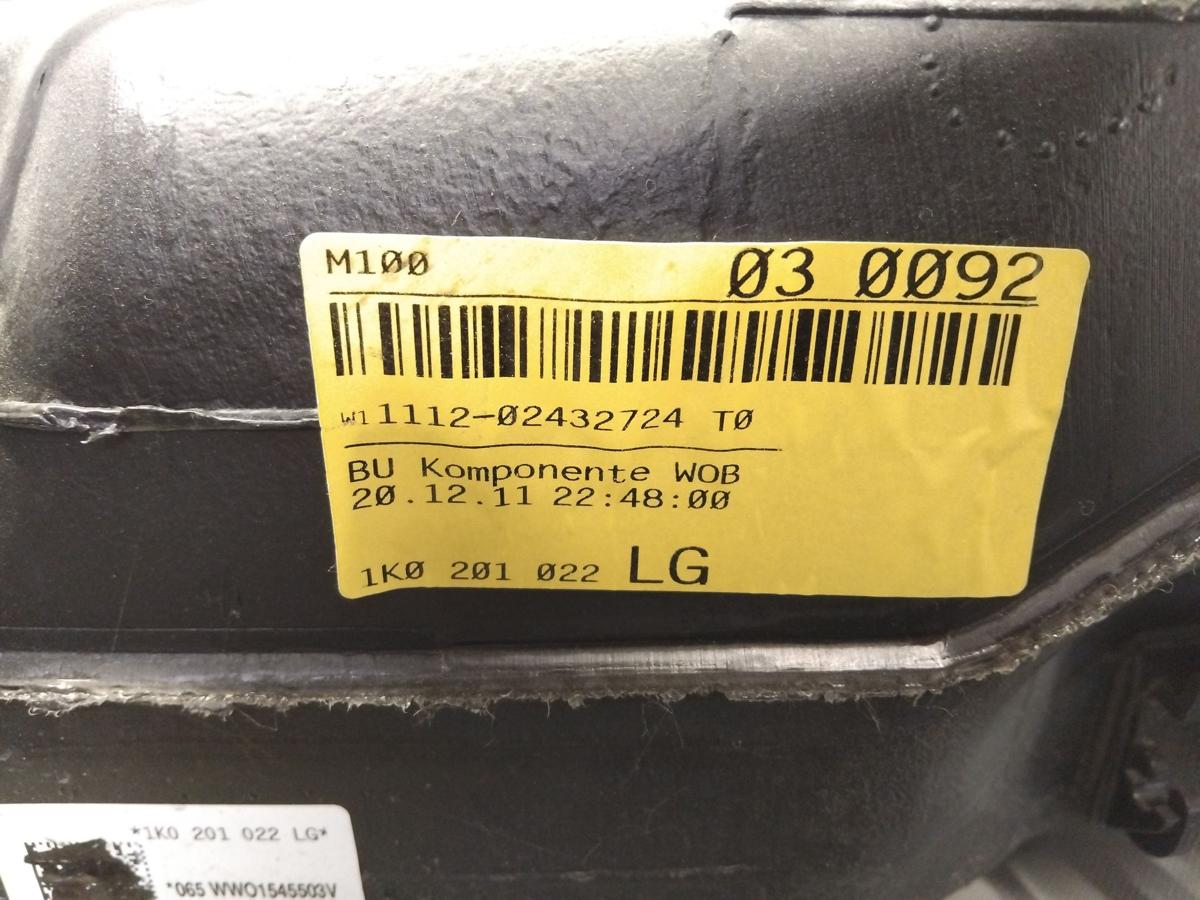 M100 03 0092
W1 1112-02432724 T0
BU Komponente WOB
20.12.11 22:48:00
1K0 201 022 LG
*1K0 201 022 LG*
*065 WWO1545503V